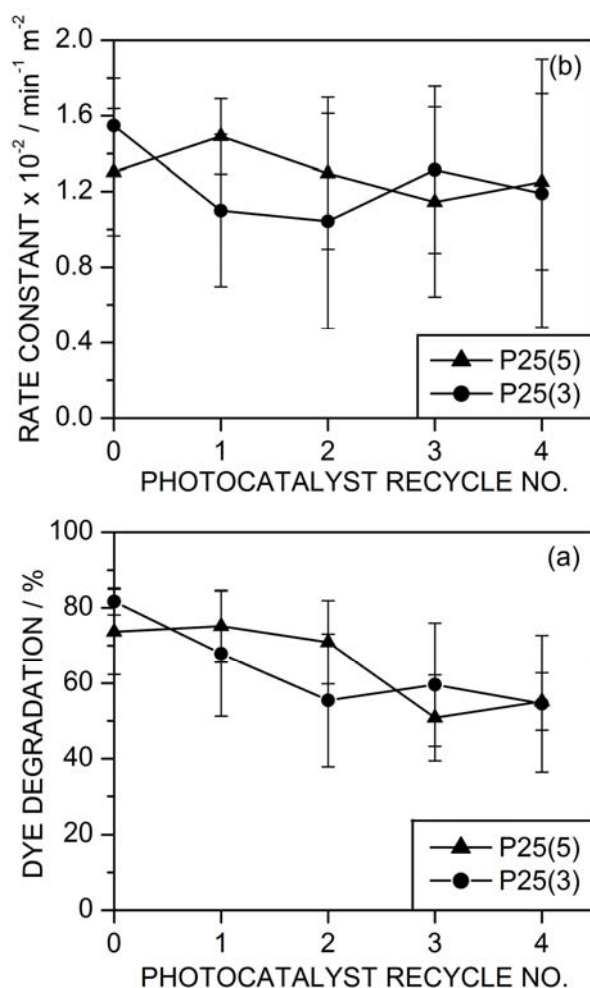 RATE CONSTANT x 10⁻² / min⁻¹ m⁻²
2.0
1.6
1.2
0.8
0.4
0.0
(b)
P25(5)
P25(3)
0 1 2 3 4
PHOTOCATALYST RECYCLE NO.
DYE DEGRADATION / %
100
80
60
40
20
0
(a)
P25(5)
P25(3)
0 1 2 3 4
PHOTOCATALYST RECYCLE NO.